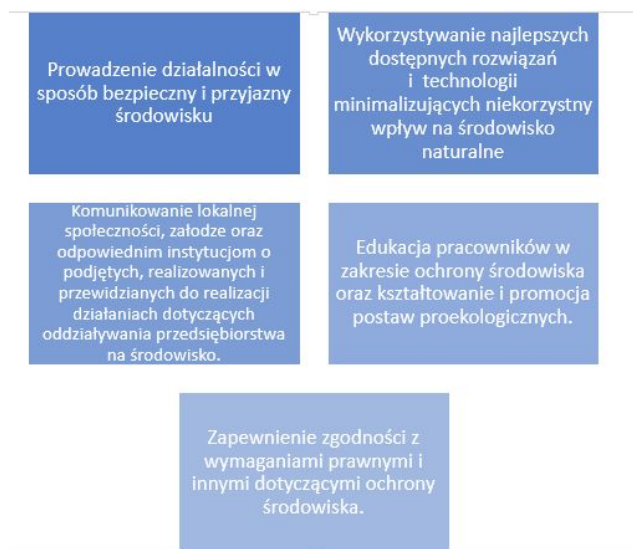 Prowadzenie działalności w
sposób bezpieczny i przyjazny
środowisku
Wykorzystywanie najlepszych
dostępnych rozwiązań
i technologii
minimalizujących niekorzystny
wpływ na środowisko
naturalne
Komunikowanie lokalnej
społeczności, załodze oraz
odpowiednim instytucjom o
podjętych, realizowanych i
przewidzianych do realizacji
działaniach dotyczących
oddziaływania przedsiębiorstwa
na środowisko.
Edukacja pracowników w
zakresie ochrony środowiska
oraz kształtowanie i promocja
postaw proekologicznych.
Zapewnienie zgodności z
wymaganiami prawnymi i
innymi dotyczącymi ochrony
środowiska.